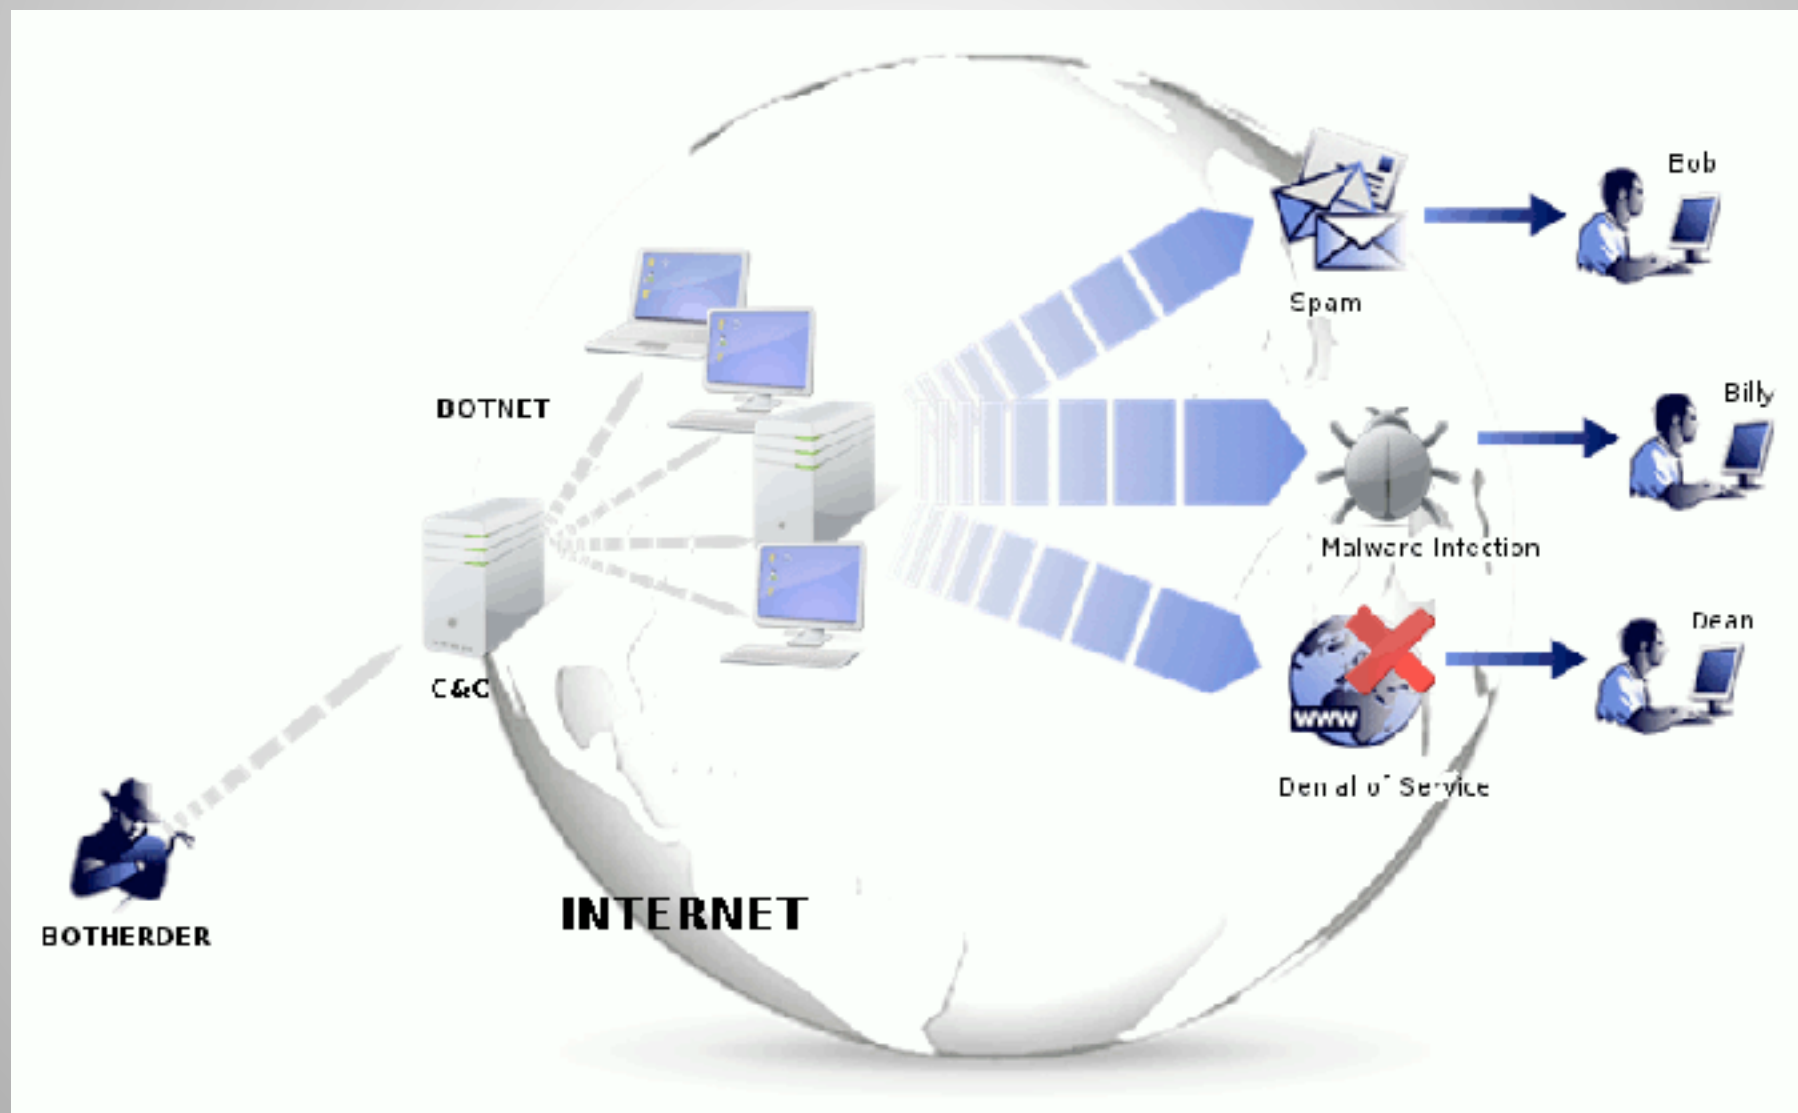 Bob
Spam
Billy
BOTNET
Malware Infection
Dean
C&C
www
Denial of Service
INTERNET
BOTHERDER